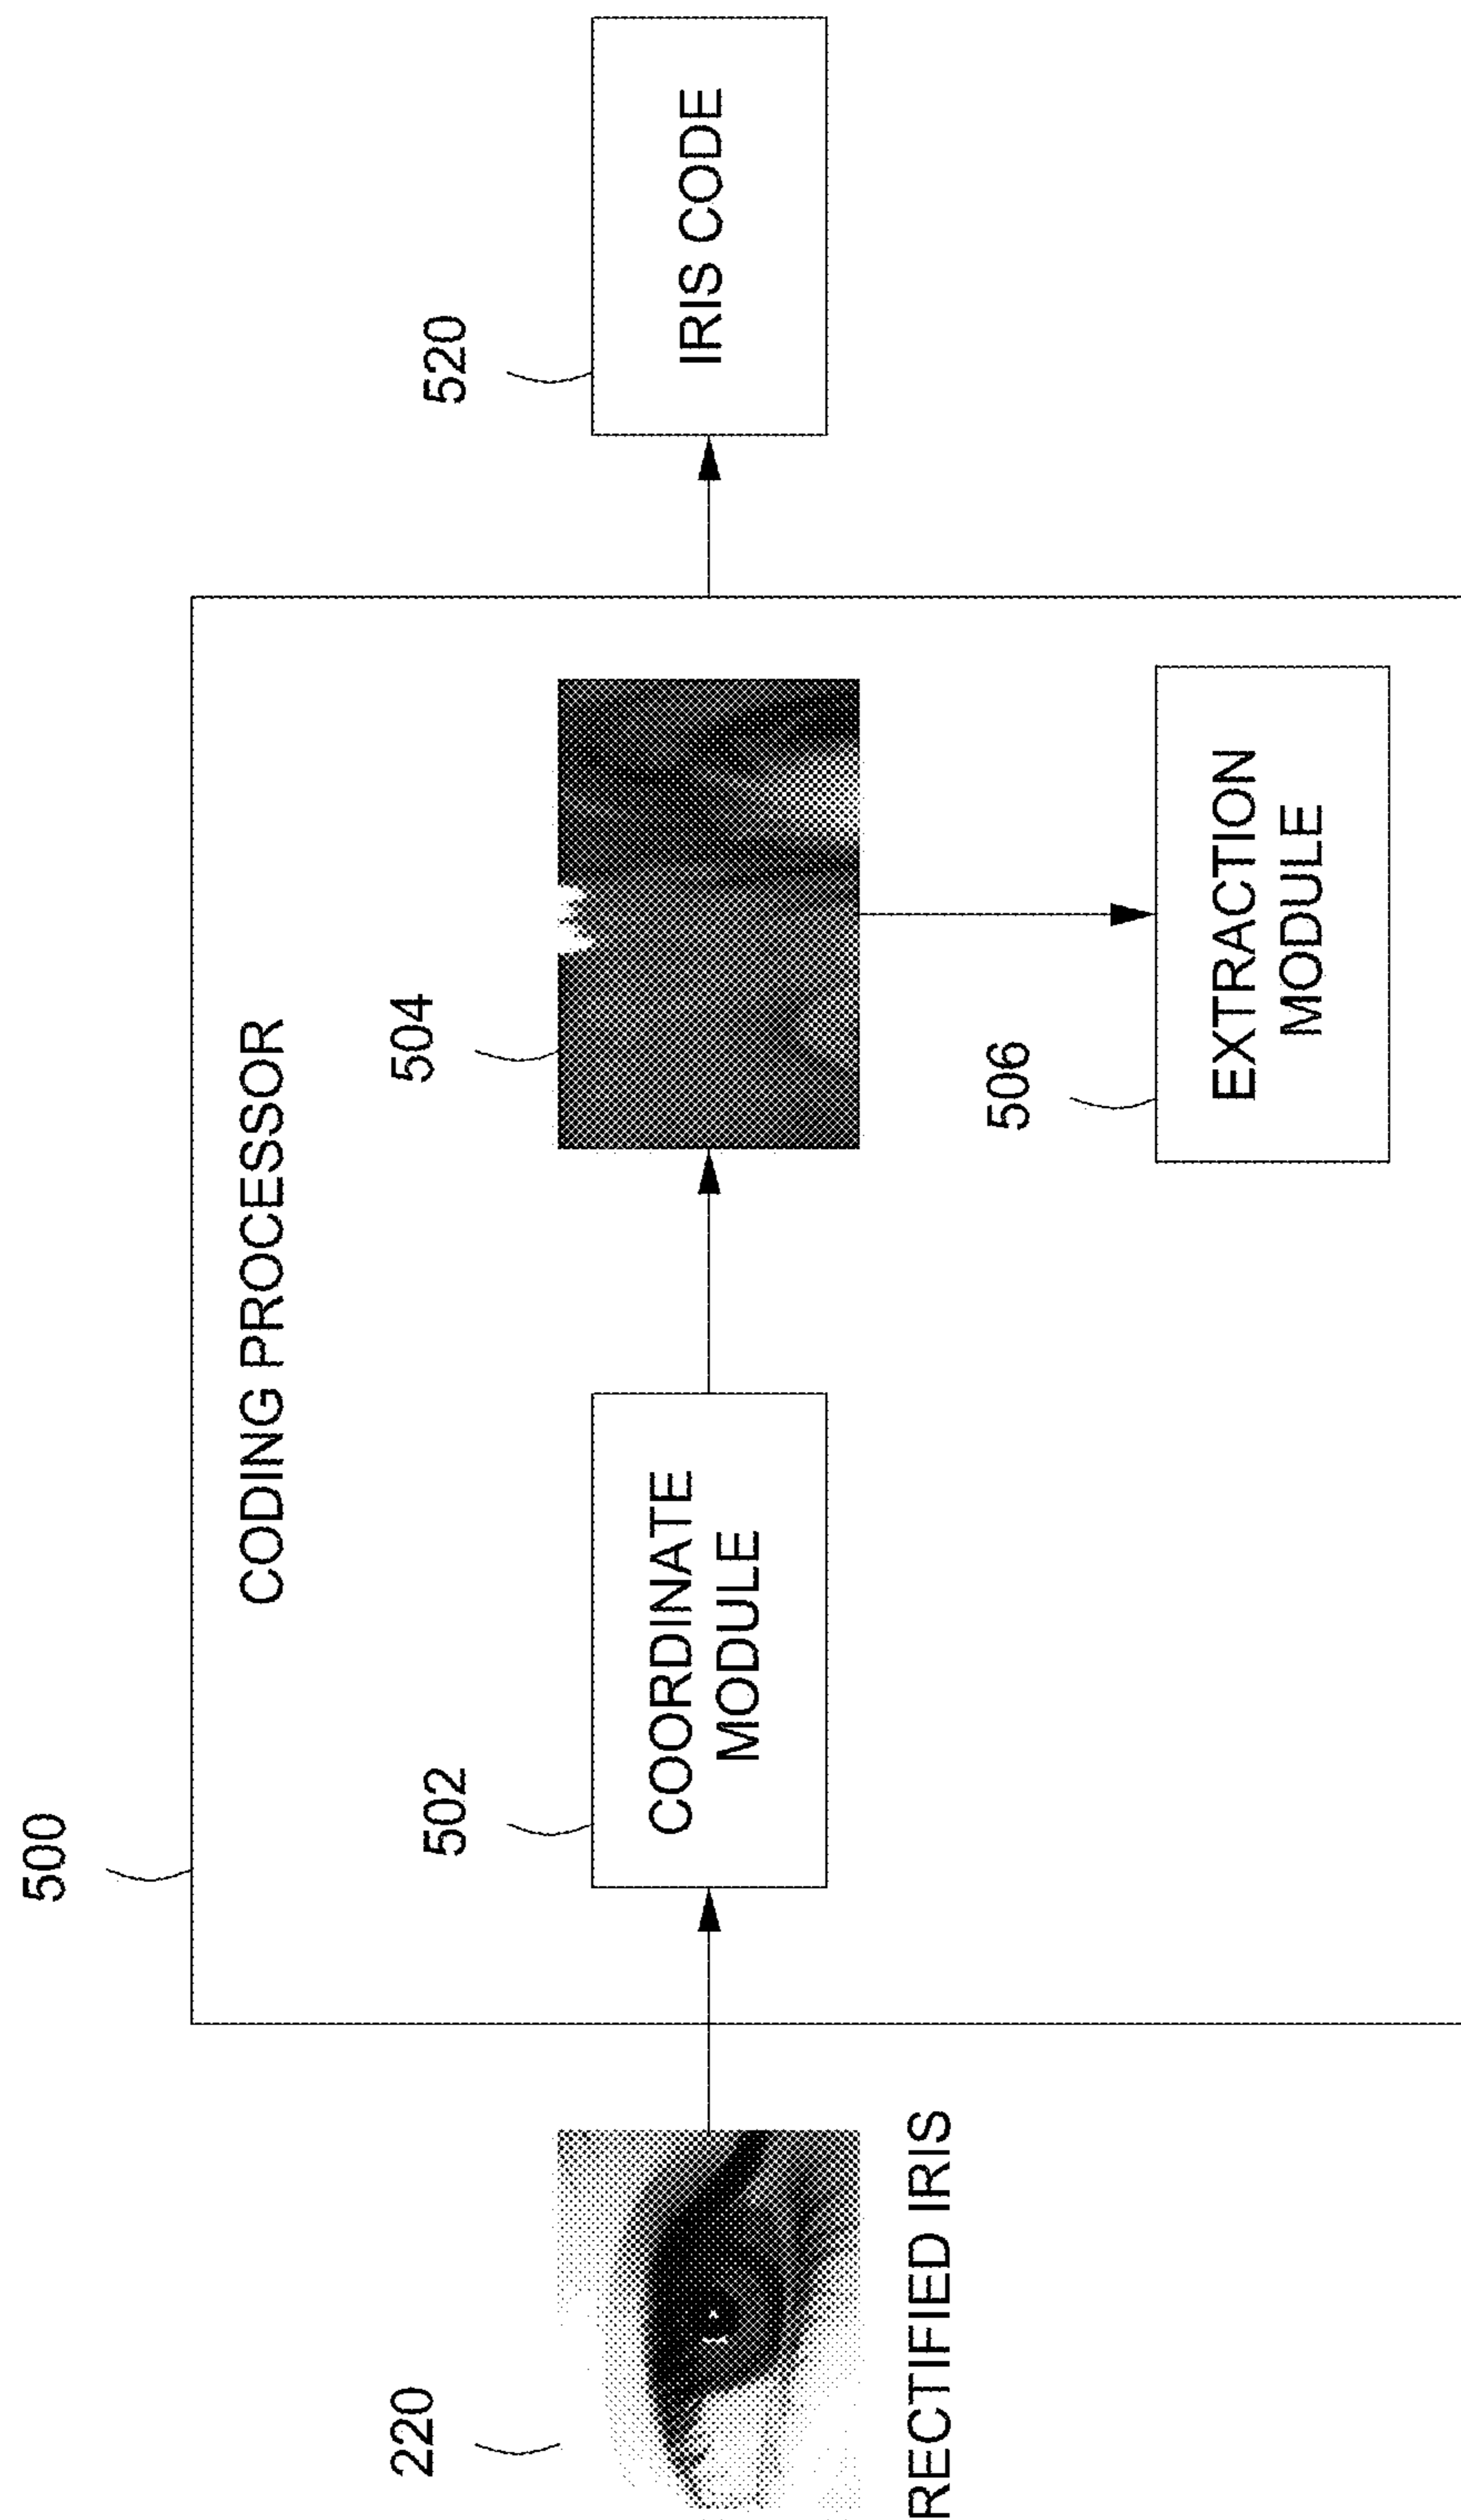 500
CODING PROCESSOR
220
RECTIFIED IRIS
502
COORDINATE
MODULE
504
506
EXTRACTION
MODULE
520
IRIS CODE